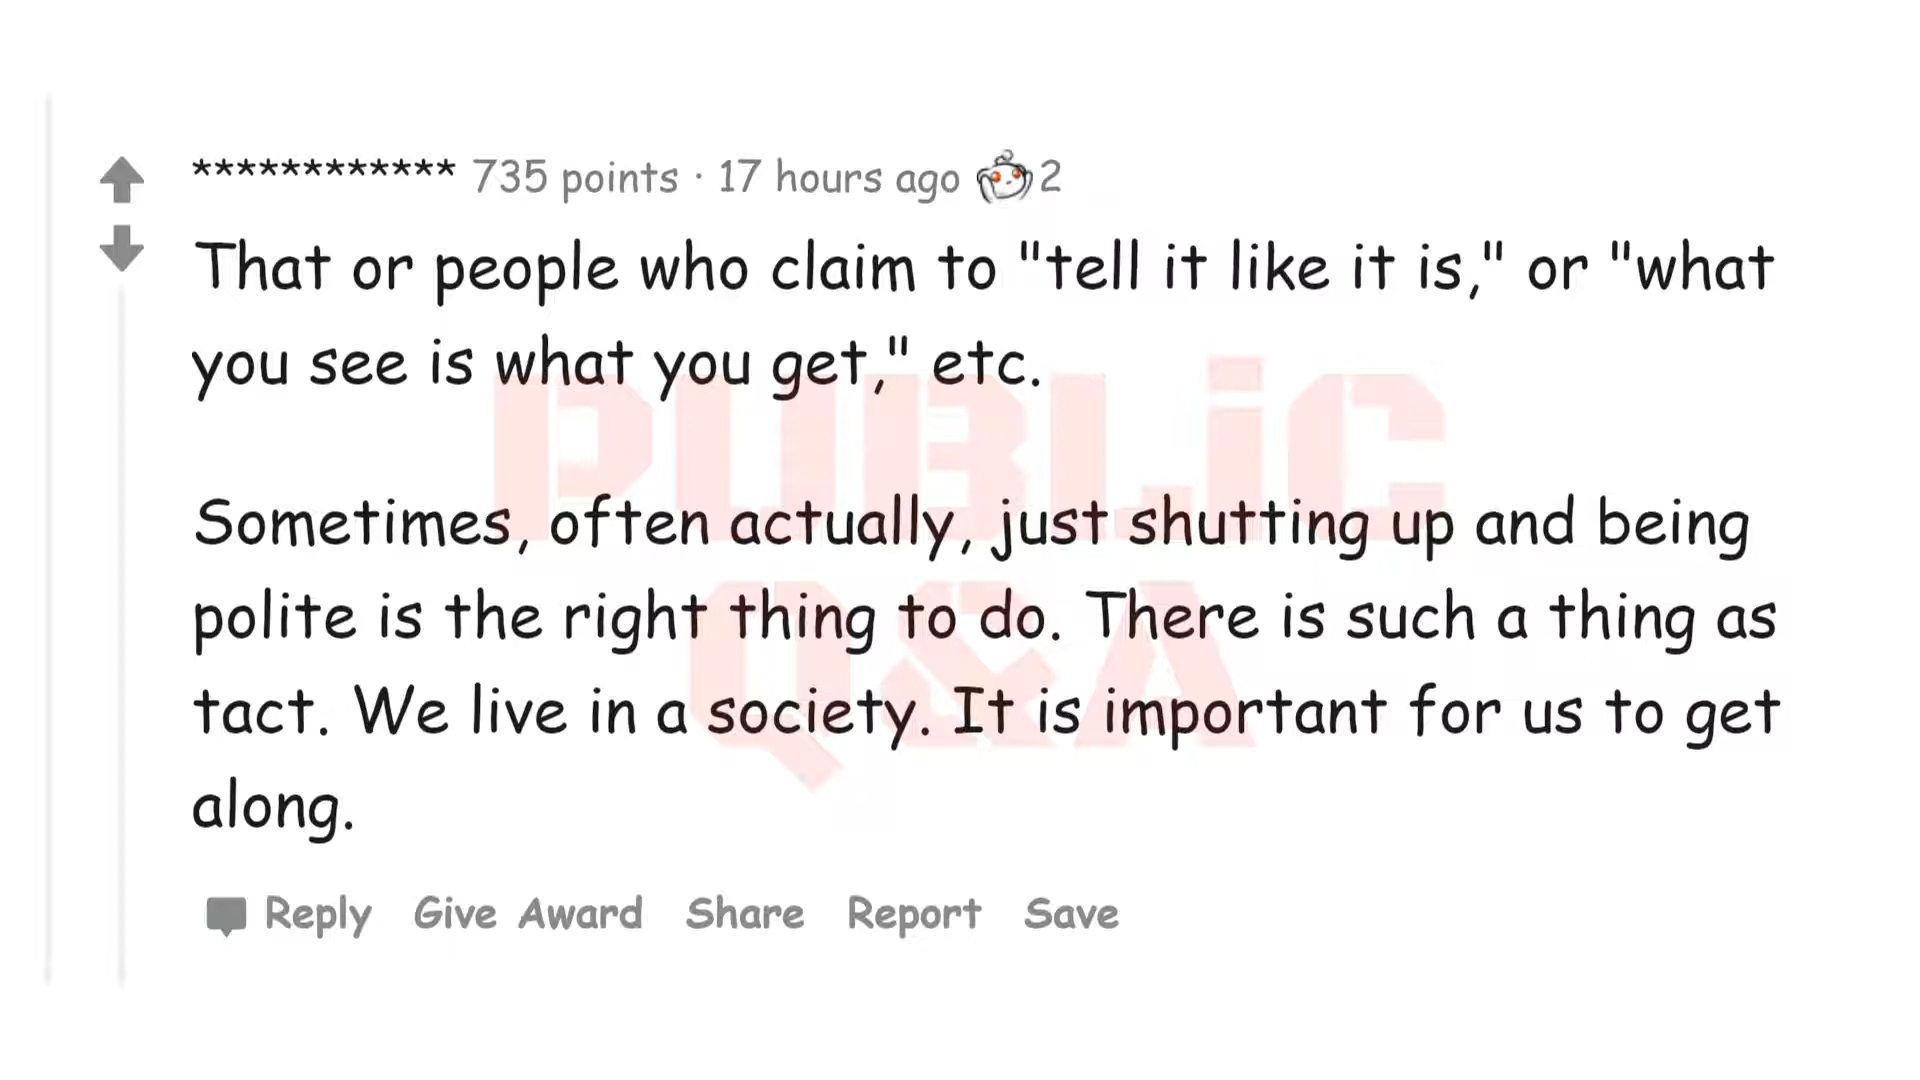 ************ 735 points · 17 hours ago 2
That or people who claim to "tell it like it is," or "what
you see is what you get," etc.
Sometimes, often actually, just shutting up and being
polite is the right thing to do. There is such a thing as
tact. We live in a society. It is important for us to get
along.
Reply Give Award Share Report Save
PUBLiC
Q&A